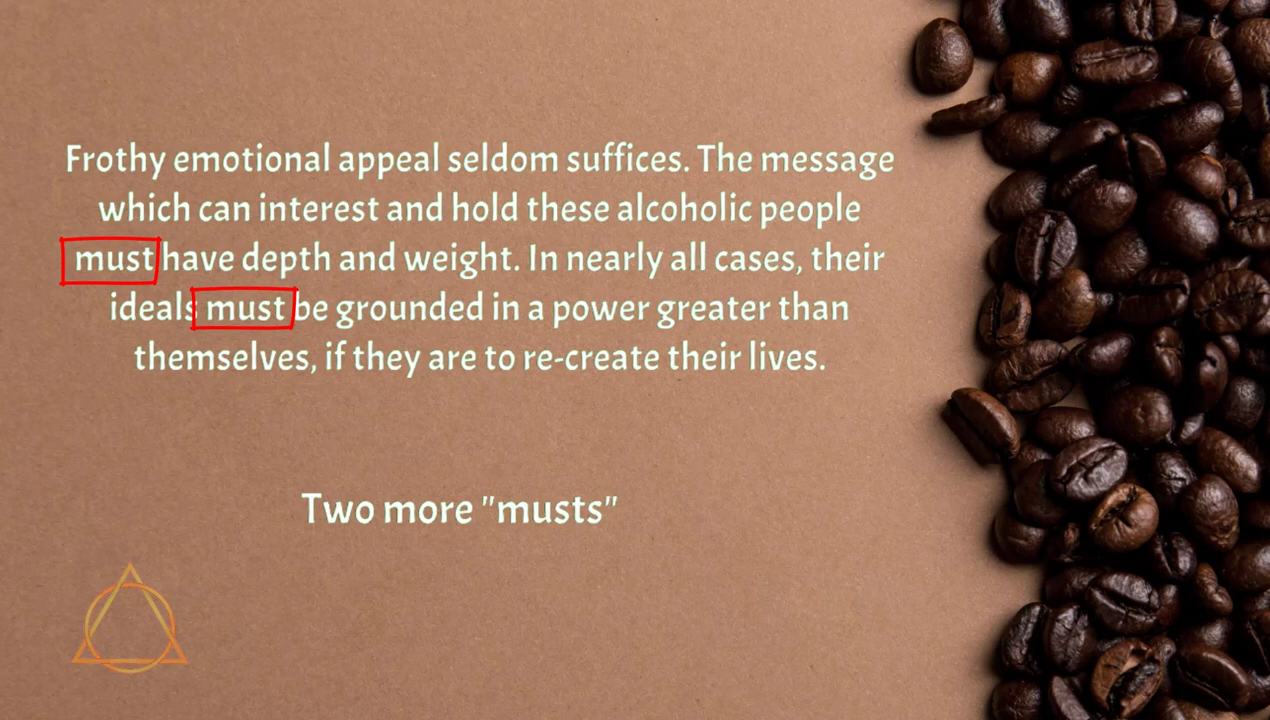 Frothy emotional appeal seldom suffices. The message
which can interest and hold these alcoholic people
must have depth and weight. In nearly all cases, their
ideals must be grounded in a power greater than
themselves, if they are to re-create their lives.
Two more "musts"